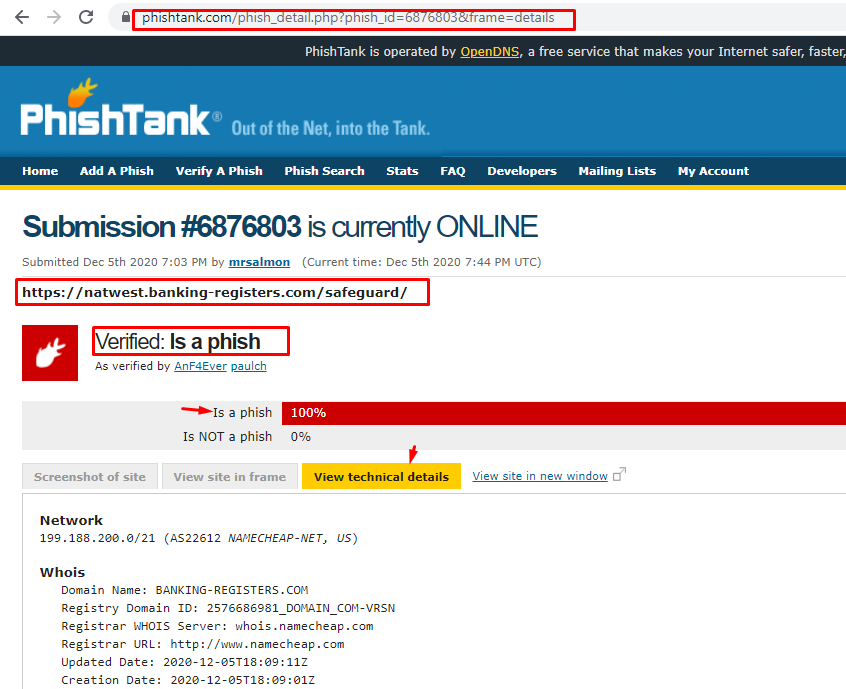 phishtank.com/phish_detail.php?phish_id=6876803&frame=details
PhishTank is operated by OpenDNS, a free service that makes your Internet safer, faster,
PhishTank® Out of the Net, into the Tank.
Home Add A Phish Verify A Phish Phish Search Stats FAQ Developers Mailing Lists My Account
Submission #6876803 is currently ONLINE
Submitted Dec 5th 2020 7:03 PM by mrsalmon (Current time: Dec 5th 2020 7:44 PM UTC)
https://natwest.banking-registers.com/safeguard/
Verified: Is a phish
As verified by AnF4Ever paulch
Is a phish 100%
Is NOT a phish 0%
Screenshot of site View site in frame View technical details View site in new window
Network
199.188.200.0/21 (AS22612 NAMECHEAP-NET, US)
Whois
Domain Name: BANKING-REGISTERS.COM
Registry Domain ID: 2576686981_DOMAIN_COM-VRSN
Registrar WHOIS Server: whois.namecheap.com
Registrar URL: http://www.namecheap.com
Updated Date: 2020-12-05T18:09:11Z
Creation Date: 2020-12-05T18:09:01Z